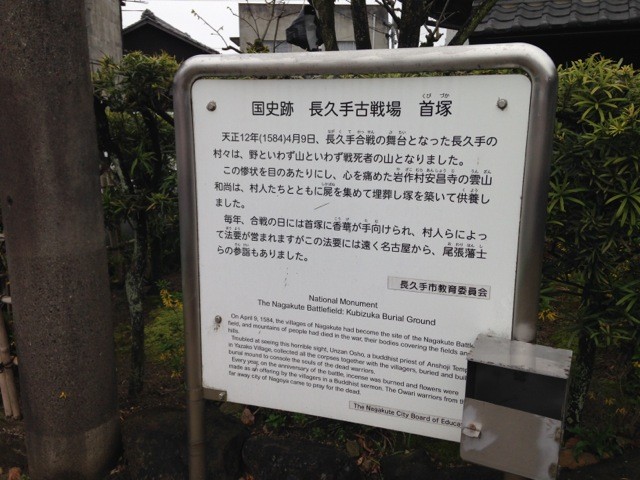 国史跡 長久手古戦場 首塚
天正12年(1584)4月9日、長久手合戦の舞台となった長久手の
村々は、野といわず山といわず戦死者の山となりました。
この惨状を目のあたりにし、心を痛めた岩作村安昌寺の雲山
和尚は、村人たちとともに屍を集めて埋葬し塚を築いて供養し
ました。
毎年、合戦の日には首塚に香華が手向けられ、村人らによっ
て法要が営まれますがこの法要には遠く名古屋から、尾張藩士
らの参詣もありました。
長久手市教育委員会
National Monument
The Nagakute Battlefield: Kubizuka Burial Ground
On April 9, 1584, the villages of Nagakute had become the site of the Nagakute Battle
field, and mountains of people had died in the war, their bodies covering the fields and
falls.
Troubled at seeing this horrible sight, Unzan Osho, a buddhist priest of Anshoji Temp
in Yazako Village, collected all the corpses together with the villagers, buried and buil
burial mound to console the souls of the dead warriors.
Every year, on the anniversary of the battle, incense was burned and flowers were
made as an offering by the villagers in a Buddhist sermon. The Owari warriors from th
far away city of Nagoya came to pray for the dead.
The Nagakute City Board of Educa